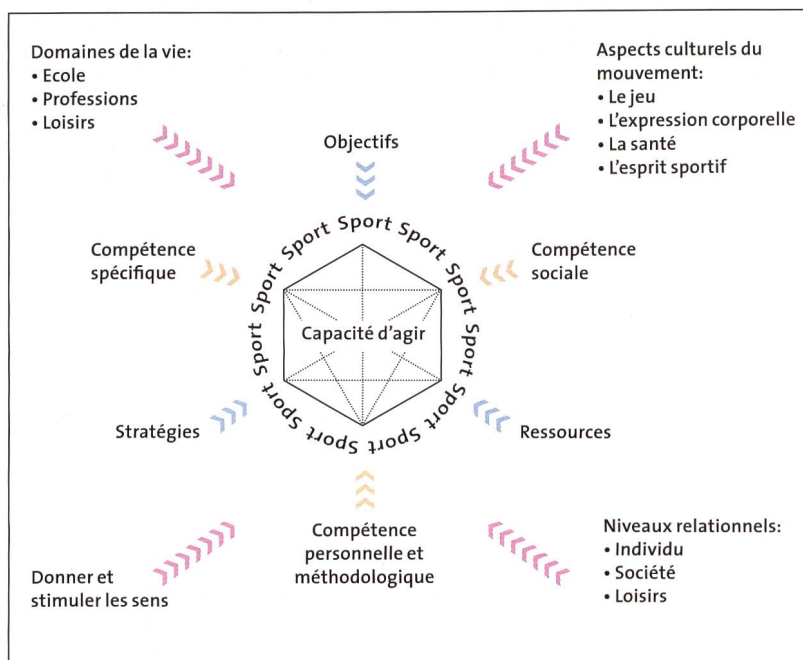 Domaines de la vie:
• Ecole
• Professions
• Loisirs
Aspects culturels du
mouvement:
• Le jeu
• L'expression corporelle
• La santé
• L'esprit sportif
Objectifs
Compétence
spécifique
Compétence
sociale
Sport Sport Sport Sport Sport Sport Sport Sport Sport Sport Sport
Capacité d'agir
Stratégies
Ressources
Compétence
personnelle et
méthodologique
Donner et
stimuler les sens
Niveaux relationnels:
• Individu
• Société
• Loisirs